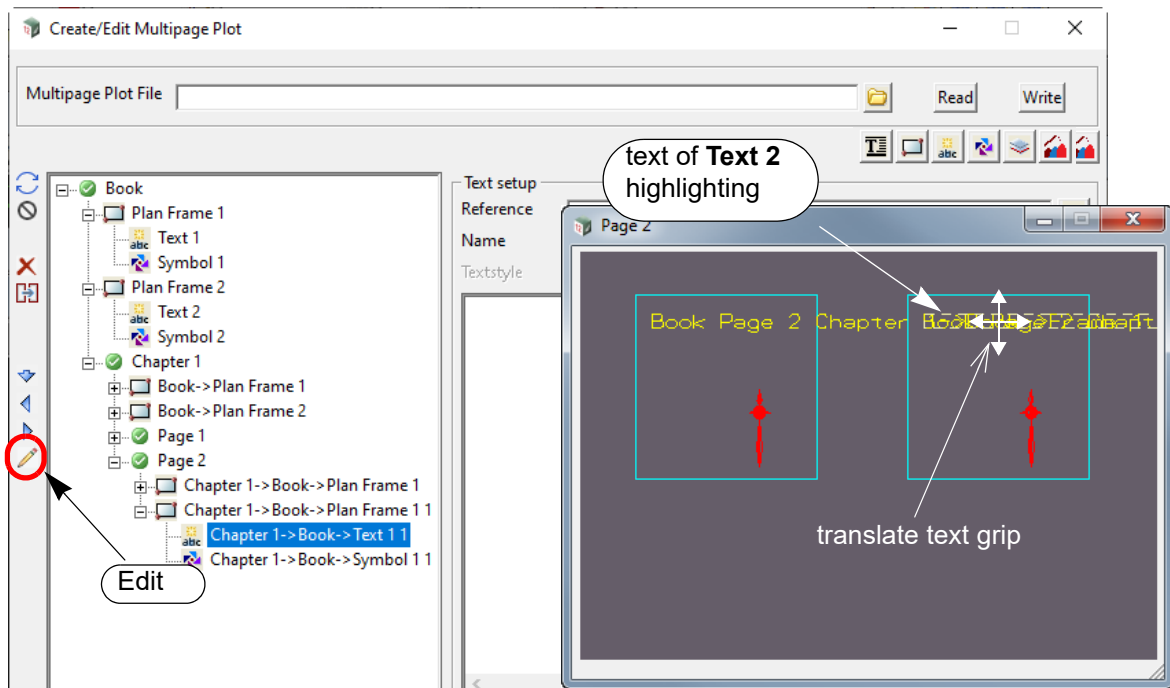 Create/Edit Multipage Plot
Multipage Plot File
Read
Write
text of Text 2
highlighting
Book
Plan Frame 1
Text 1
Symbol 1
Plan Frame 2
Text 2
Symbol 2
Chapter 1
Book->Plan Frame 1
Book->Plan Frame 2
Page 1
Page 2
Chapter 1->Book->Plan Frame 1
Chapter 1->Book->Plan Frame 1 1
Chapter 1->Book->Text 1 1
Chapter 1->Book->Symbol 1 1
Edit
Text setup
Reference
Name
Textstyle
Page 2
Book Page 2 Chapter
translate text grip